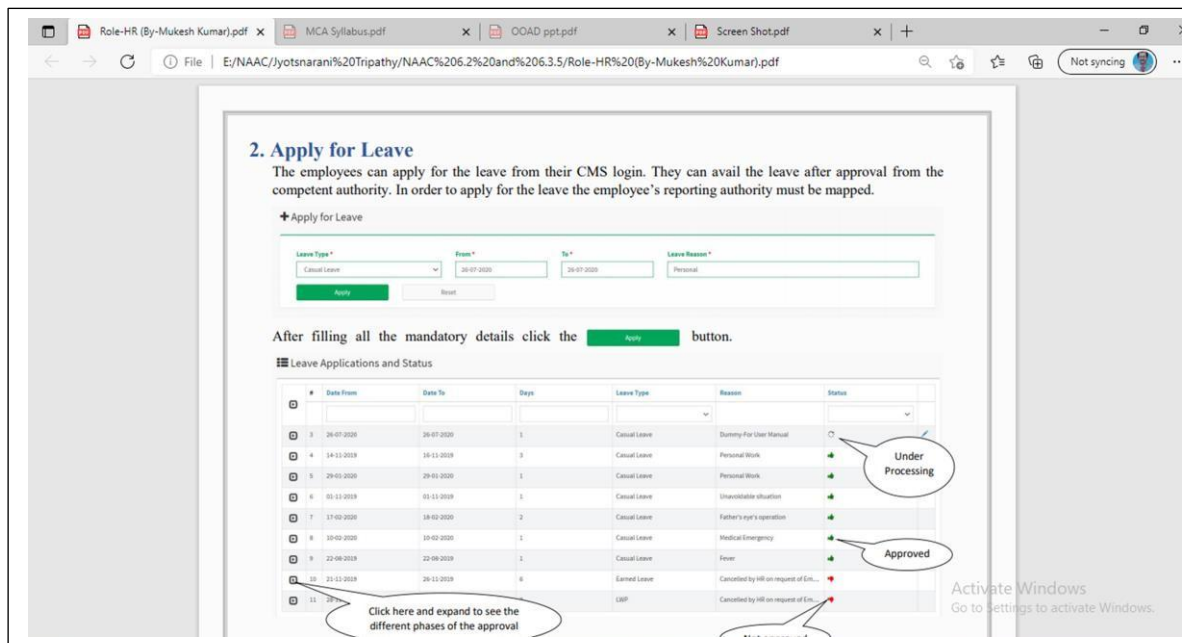 Role-HR (By-Mukesh Kumar).pdf
MCA Syllabus.pdf
OOAD ppt.pdf
Screen Shot.pdf
File
E:/NAAC/Jyotsnarani%20Tripathy/NAAC%206.2%20and%206.3.5/Role-HR%20(By-Mukesh%20Kumar).pdf
Not syncing
2. Apply for Leave
The employees can apply for the leave from their CMS login. They can avail the leave after approval from the
competent authority. In order to apply for the leave the employee's reporting authority must be mapped.
Apply for Leave
Leave Type * From * To * Leave Reason *
Casual Leave 26-07-2020 26-07-2020 Personal
Apply Reset
After filling all the mandatory details click the Apply button.
Leave Applications and Status
# Date From Date To Days Leave Type Reason Status
3 26-07-2020 26-07-2020 1 Casual Leave Dummy-For User Manual
4 14-11-2019 16-11-2019 3 Casual Leave Personal Work
5 29-01-2020 29-01-2020 1 Casual Leave Personal Work
6 01-11-2019 01-11-2019 1 Casual Leave Unavoidable situation
7 17-02-2020 18-02-2020 2 Casual Leave Father's eye's operation
8 10-02-2020 10-02-2020 1 Casual Leave Medical Emergency
9 22-08-2019 22-08-2019 1 Casual Leave Fever
10 21-11-2019 26-11-2019 6 Earned Leave Cancelled by HR on request of Em...
11 LWP Cancelled by HR on request of Em...
Under
Processing
Approved
Click here and expand to see the
different phases of the approval
Activate Windows
Go to Settings to activate Windows.